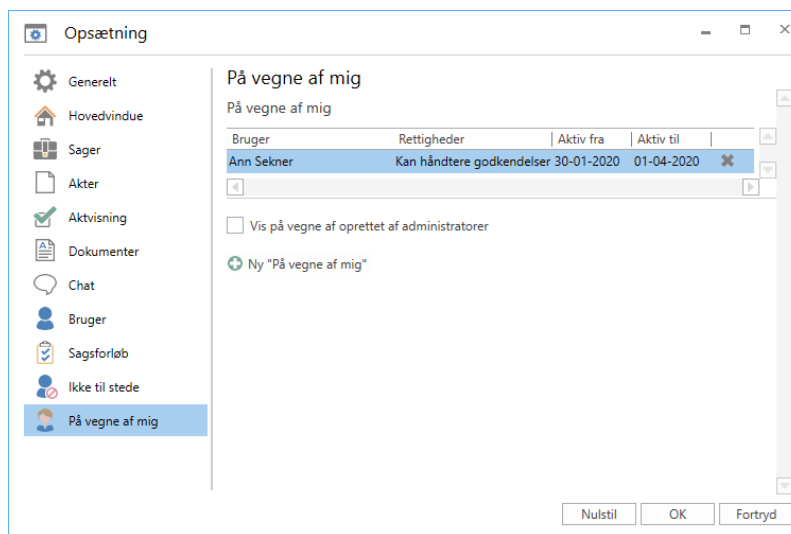 Opsætning
Generelt
Hovedvindue
Sager
Akter
Aktvisning
Dokumenter
Chat
Bruger
Sagsforløb
Ikke til stede
På vegne af mig
På vegne af mig
På vegne af mig
Bruger Rettigheder Aktiv fra Aktiv til
Ann Sekner Kan håndtere godkendelser 30-01-2020 01-04-2020
Vis på vegne af oprettet af administratorer
Ny "På vegne af mig"
Nulstil OK Fortryd